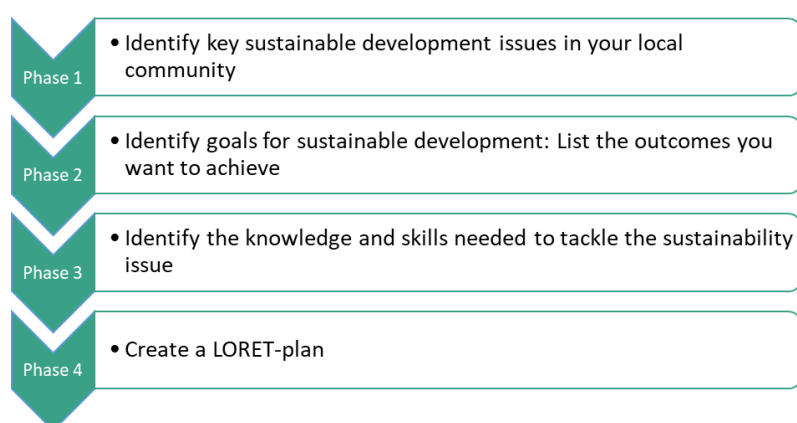 Phase 1
• Identify key sustainable development issues in your local
community
Phase 2
• Identify goals for sustainable development: List the outcomes you
want to achieve
Phase 3
• Identify the knowledge and skills needed to tackle the sustainability
issue
Phase 4
• Create a LORET-plan